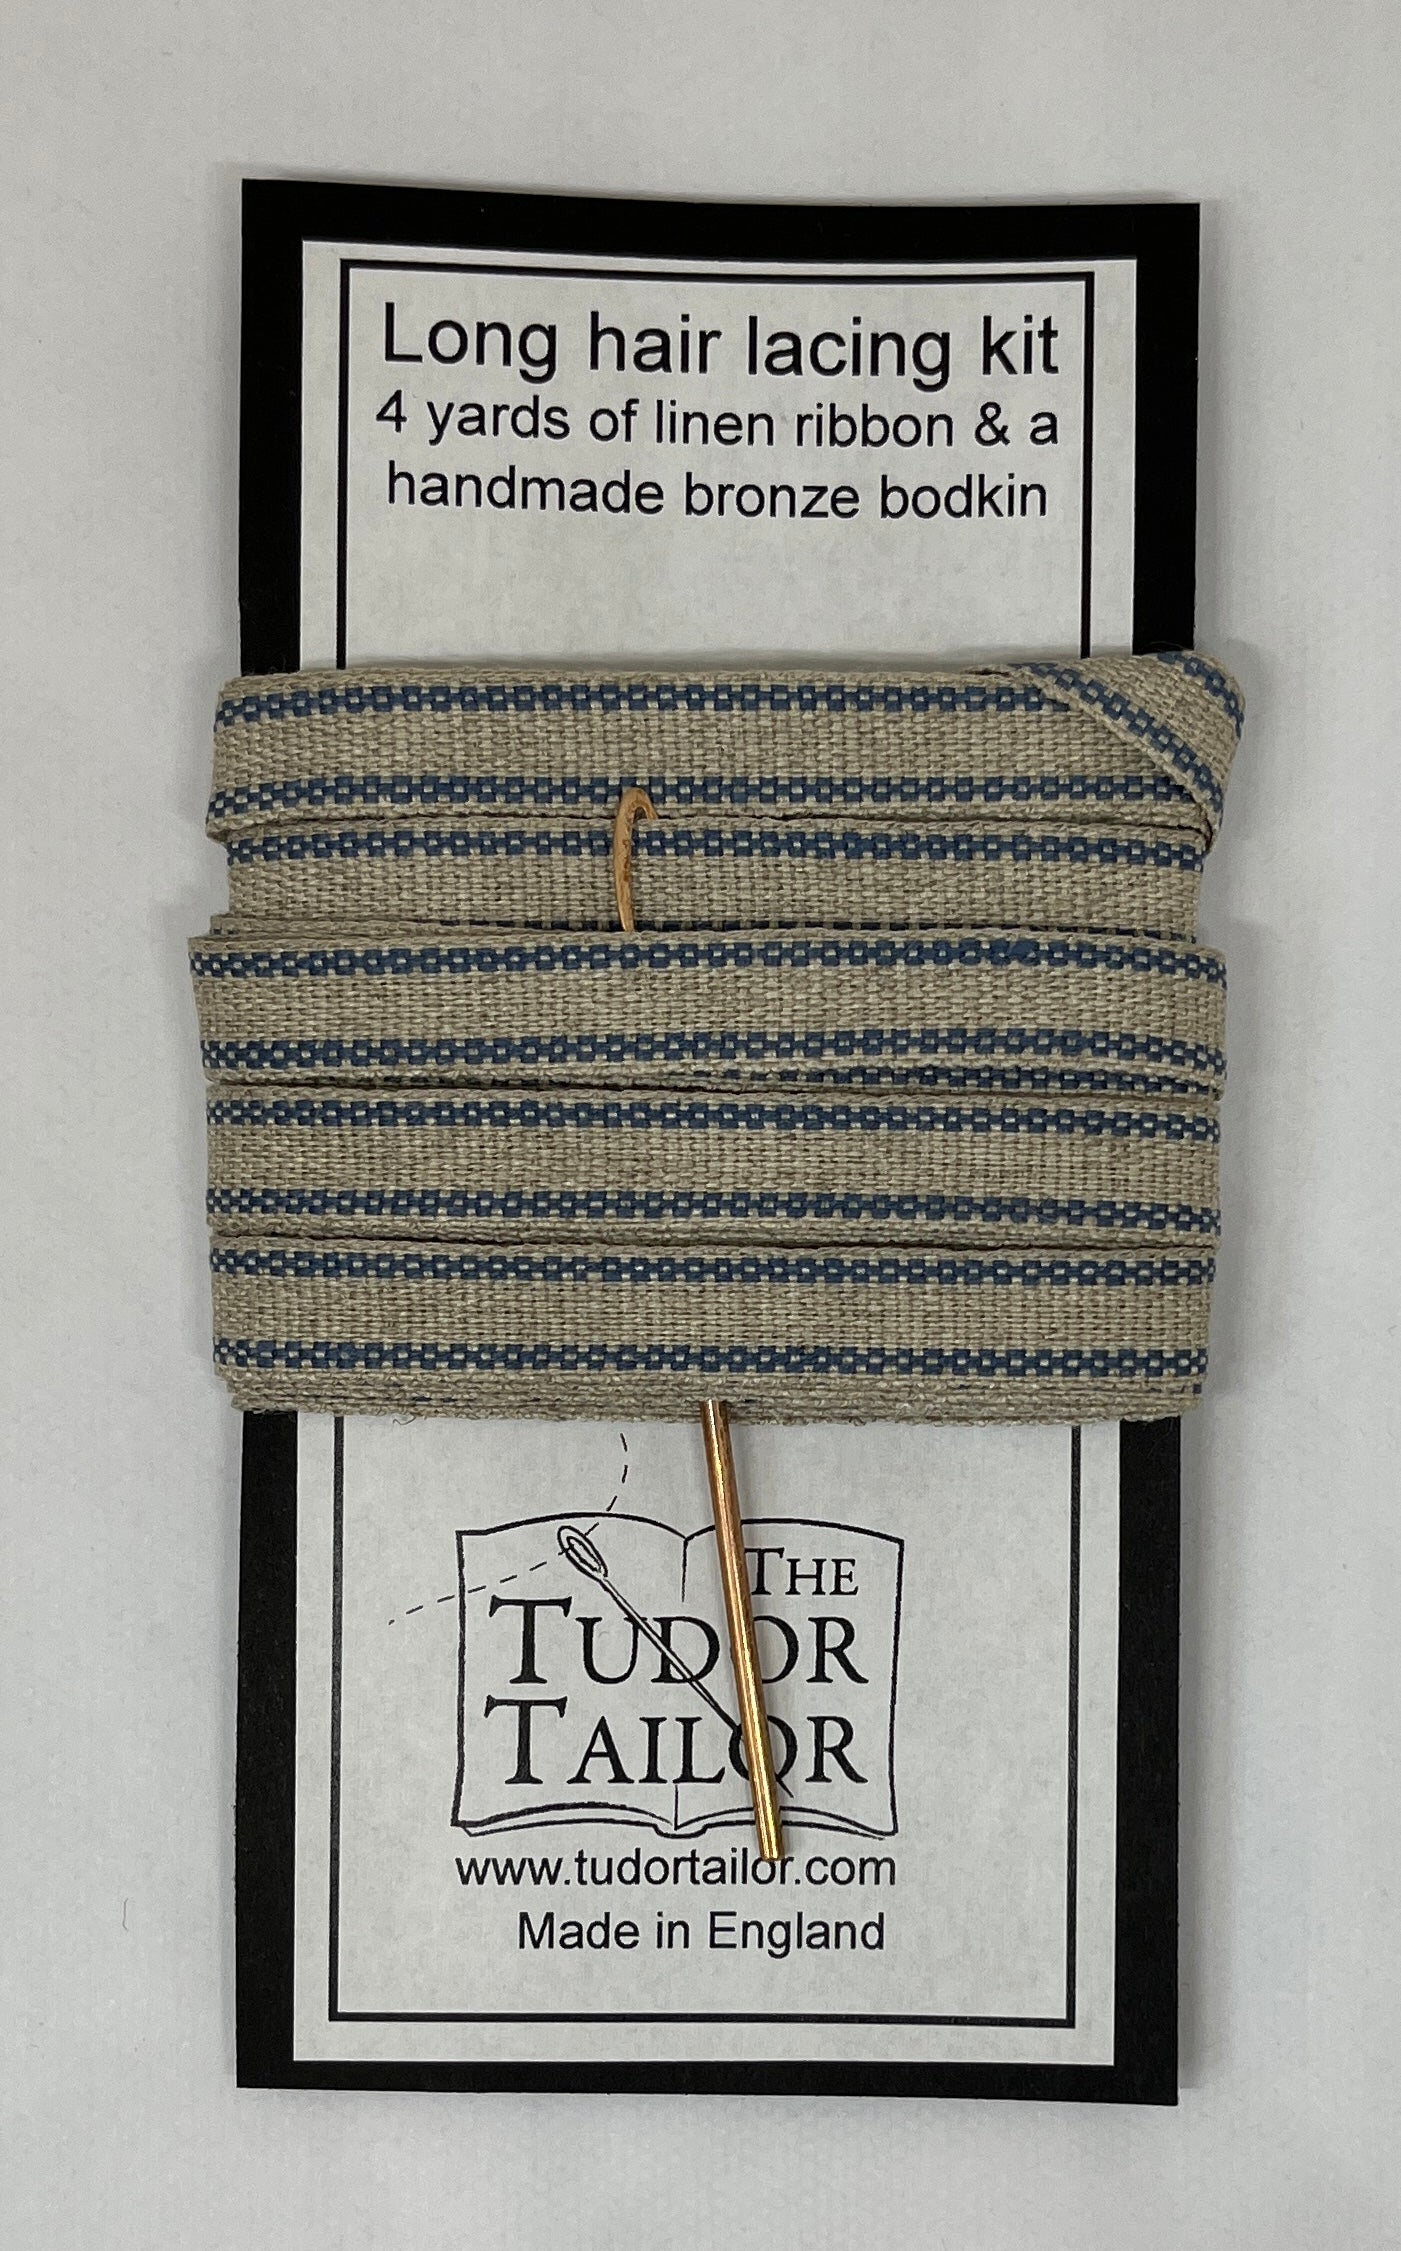 Long hair lacing kit
4 yards of linen ribbon & a
handmade bronze bodkin
THE
TUDOR
TAILOR
www.tudortailor.com
Made in England